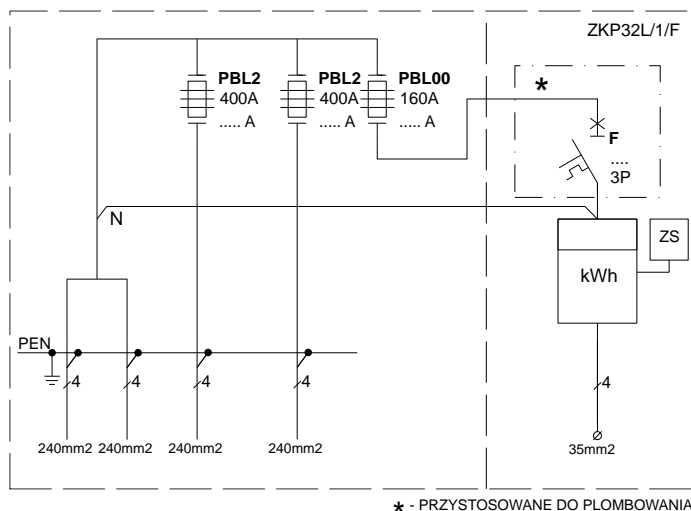 ZKP32L/1/F
PBL2
400A
..... A
PBL2
400A
..... A
PBL00
160A
..... A
*
F
....
3P
N
ZS
kWh
PEN
4
4
4
4
4
240mm2
240mm2
240mm2
240mm2
35mm2
* - PRZYSTOSOWANE DO PLOMBOWANIA